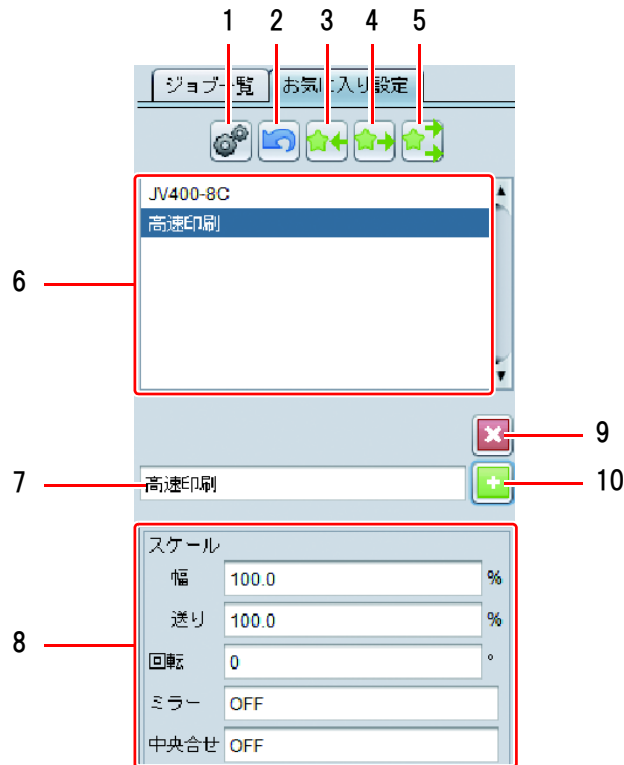 1 2 3 4 5
ジョブ一覧 お気に入り設定
JV400-8C
高速印刷
6
9
7 高速印刷 10
スケール
幅 100.0 %
送り 100.0 %
8
回転 0 °
ミラー OFF
中央合せ OFF